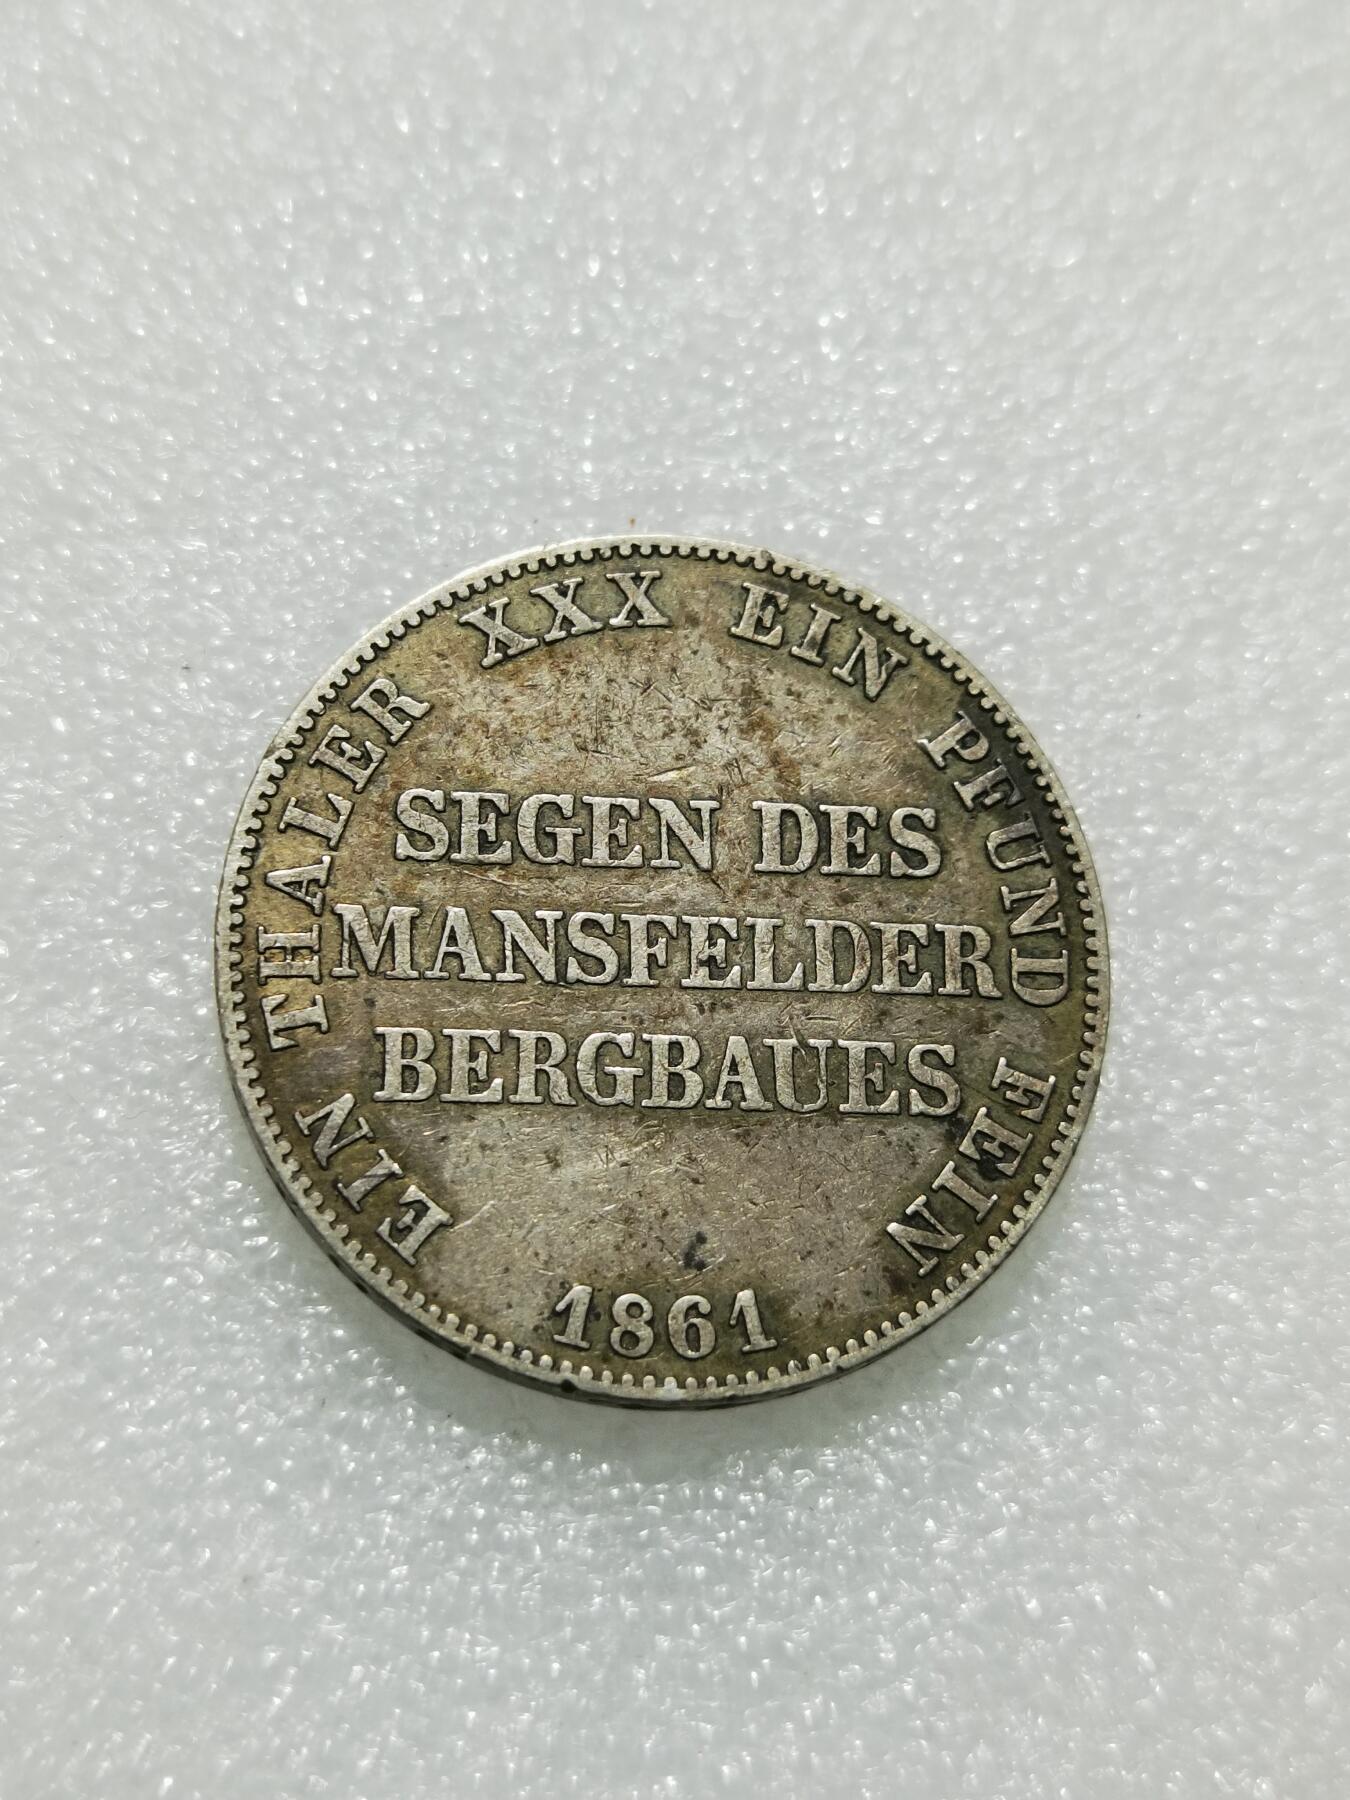 EIN THALER XXX EIN PFUND FEIN
SEGEN DES
MANSFELDER
BERGBAUES
1861